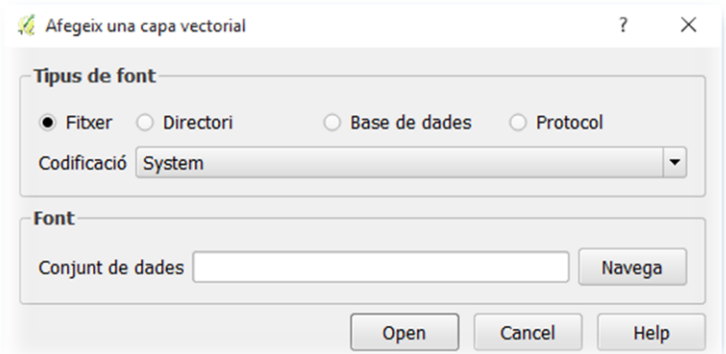 Afegeix una capa vectorial ?
Tipus de font
Fitxer Directori Base de dades Protocol
Codificació System
Font
Conjunt de dades Navega
Open Cancel Help